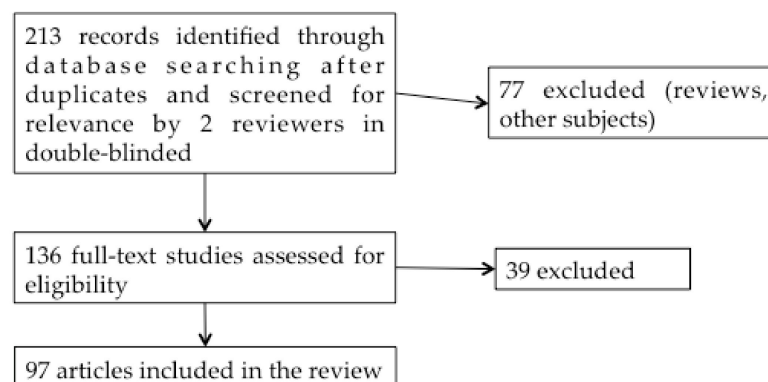 213 records identified through
database searching after
duplicates and screened for
relevance by 2 reviewers in
double-blinded
77 excluded (reviews,
other subjects)
136 full-text studies assessed for
eligibility
39 excluded
97 articles included in the review